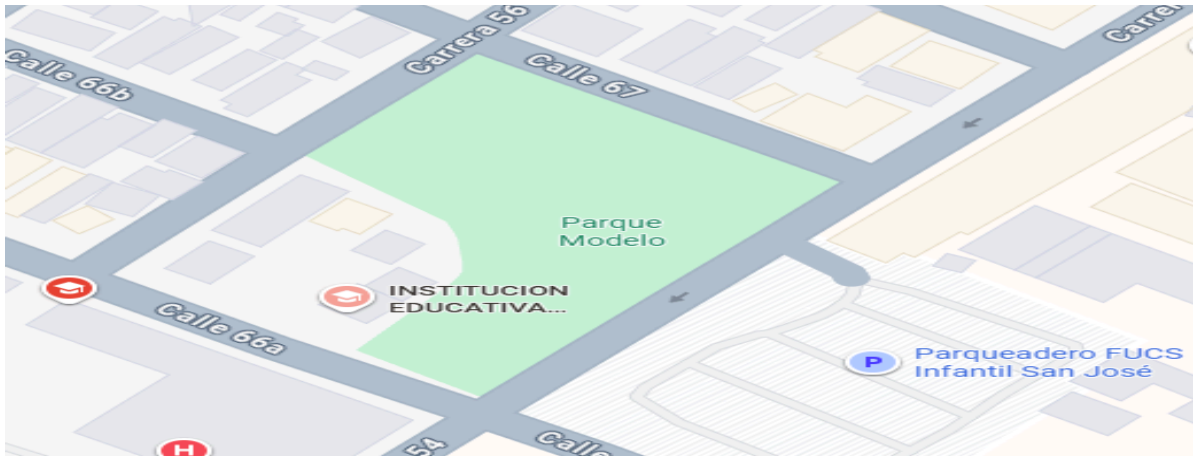 Carrera 56
Carrer
Calle 66b
Calle 67
Parque
Modelo
INSTITUCION
EDUCATIVA...
Calle 66a
Parqueadero FUCS
Infantil San José
P
H
54
Calle